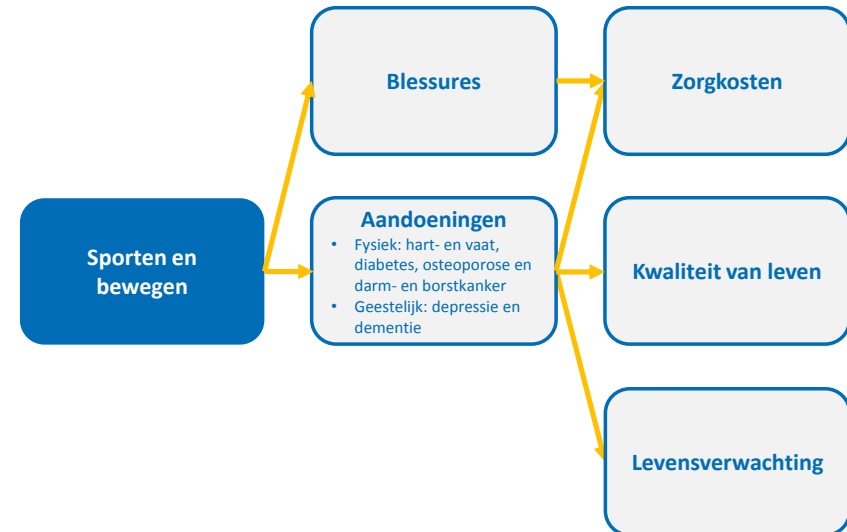 Blessures
Zorgkosten
Sporten en
bewegen
Aandoeningen
• Fysiek: hart- en vaat,
diabetes, osteoporose en
darm- en borstkanker
• Geestelijk: depressie en
dementie
Kwaliteit van leven
Levensverwachting